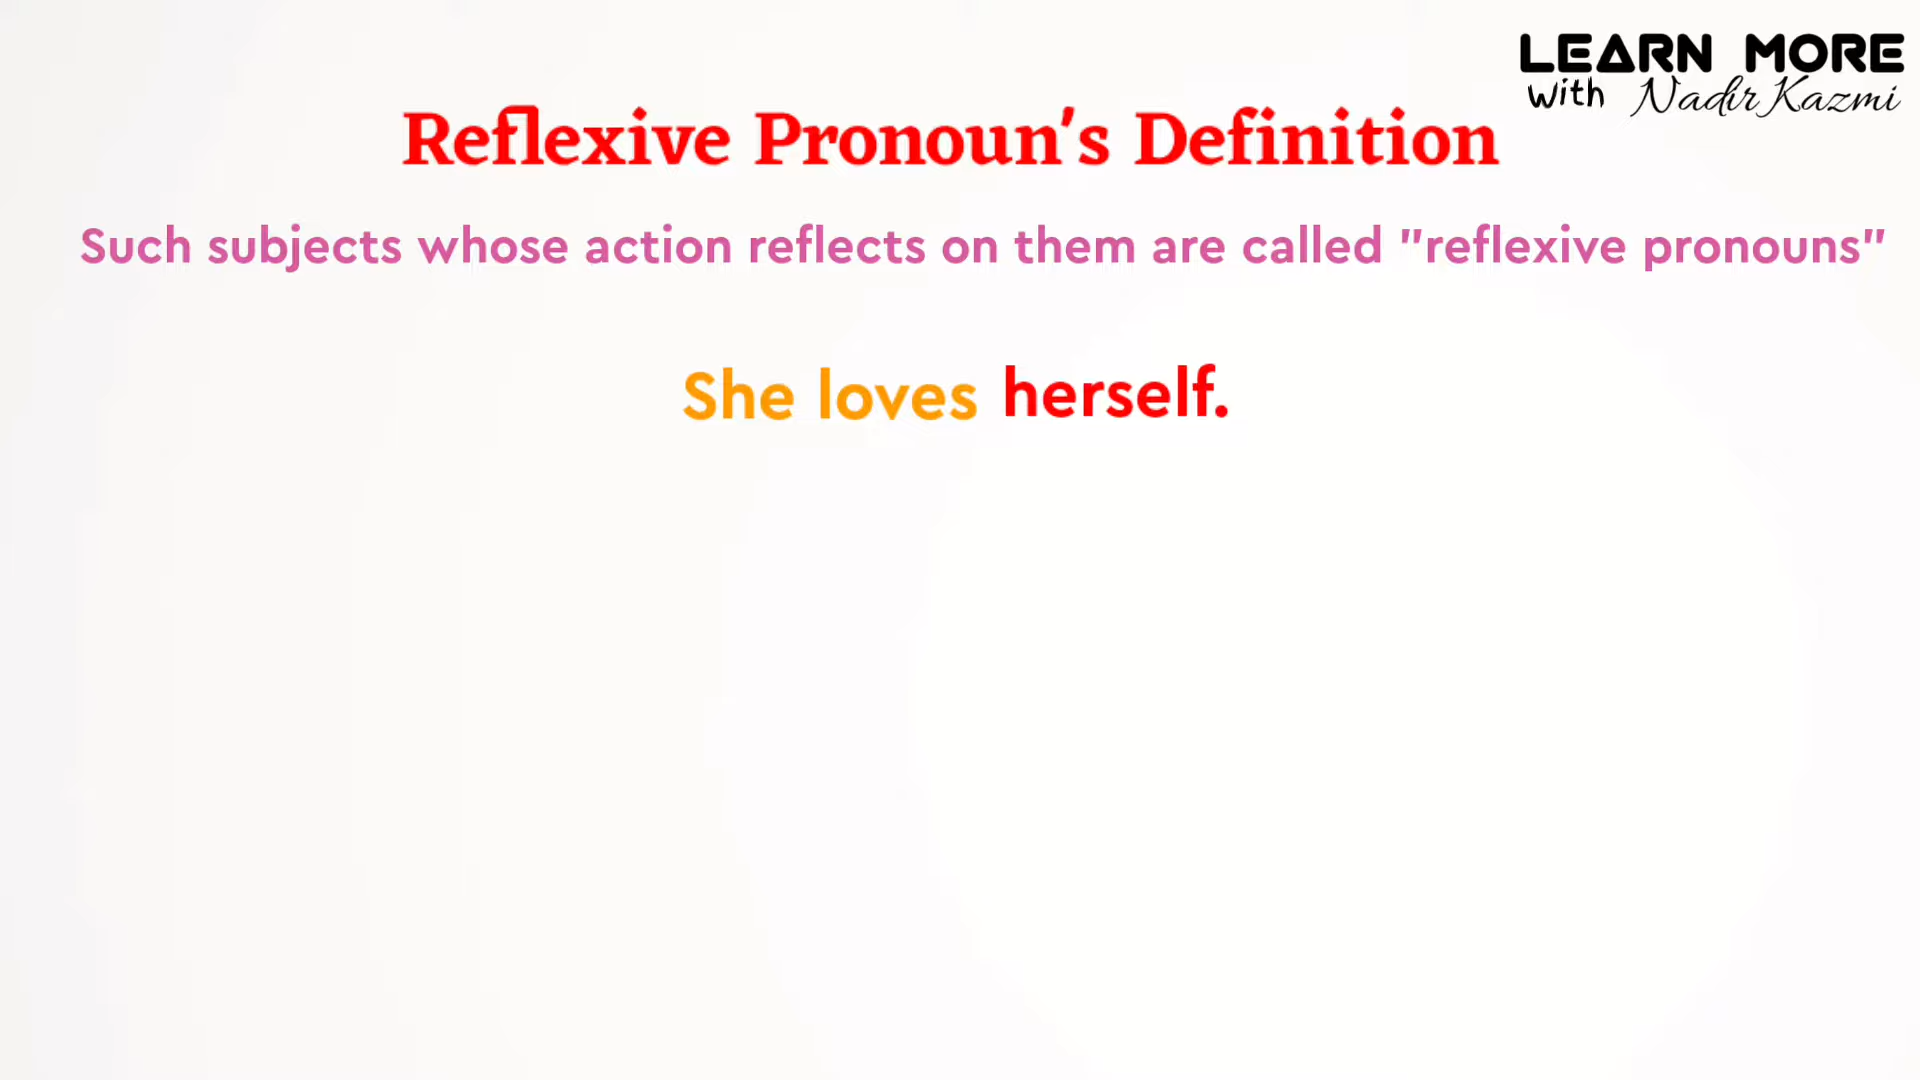 LEARN MORE
with Nadir Kazmi
Reflexive Pronoun's Definition
Such subjects whose action reflects on them are called "reflexive pronouns"
She loves herself.